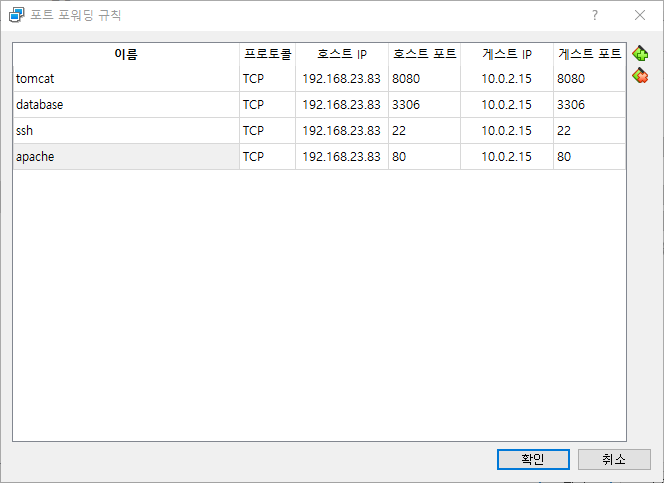 포트 포워딩 규칙
이름 프로토콜 호스트 IP 호스트 포트 게스트 IP 게스트 포트
tomcat TCP 192.168.23.83 8080 10.0.2.15 8080
database TCP 192.168.23.83 3306 10.0.2.15 3306
ssh TCP 192.168.23.83 22 10.0.2.15 22
apache TCP 192.168.23.83 80 10.0.2.15 80
확인 취소